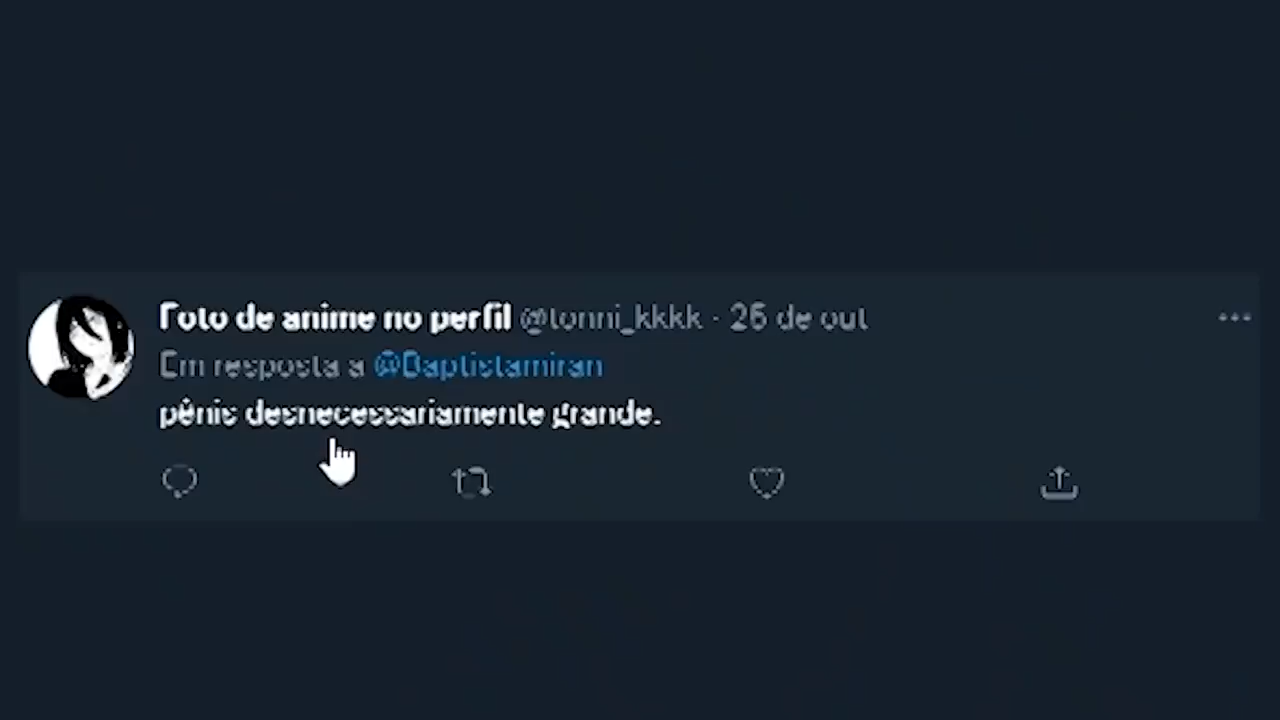 Foto de anime no perfil @tonni_kkkk · 26 de out
Em resposta a @Baptistamiran
pênis desnecessariamente grande.